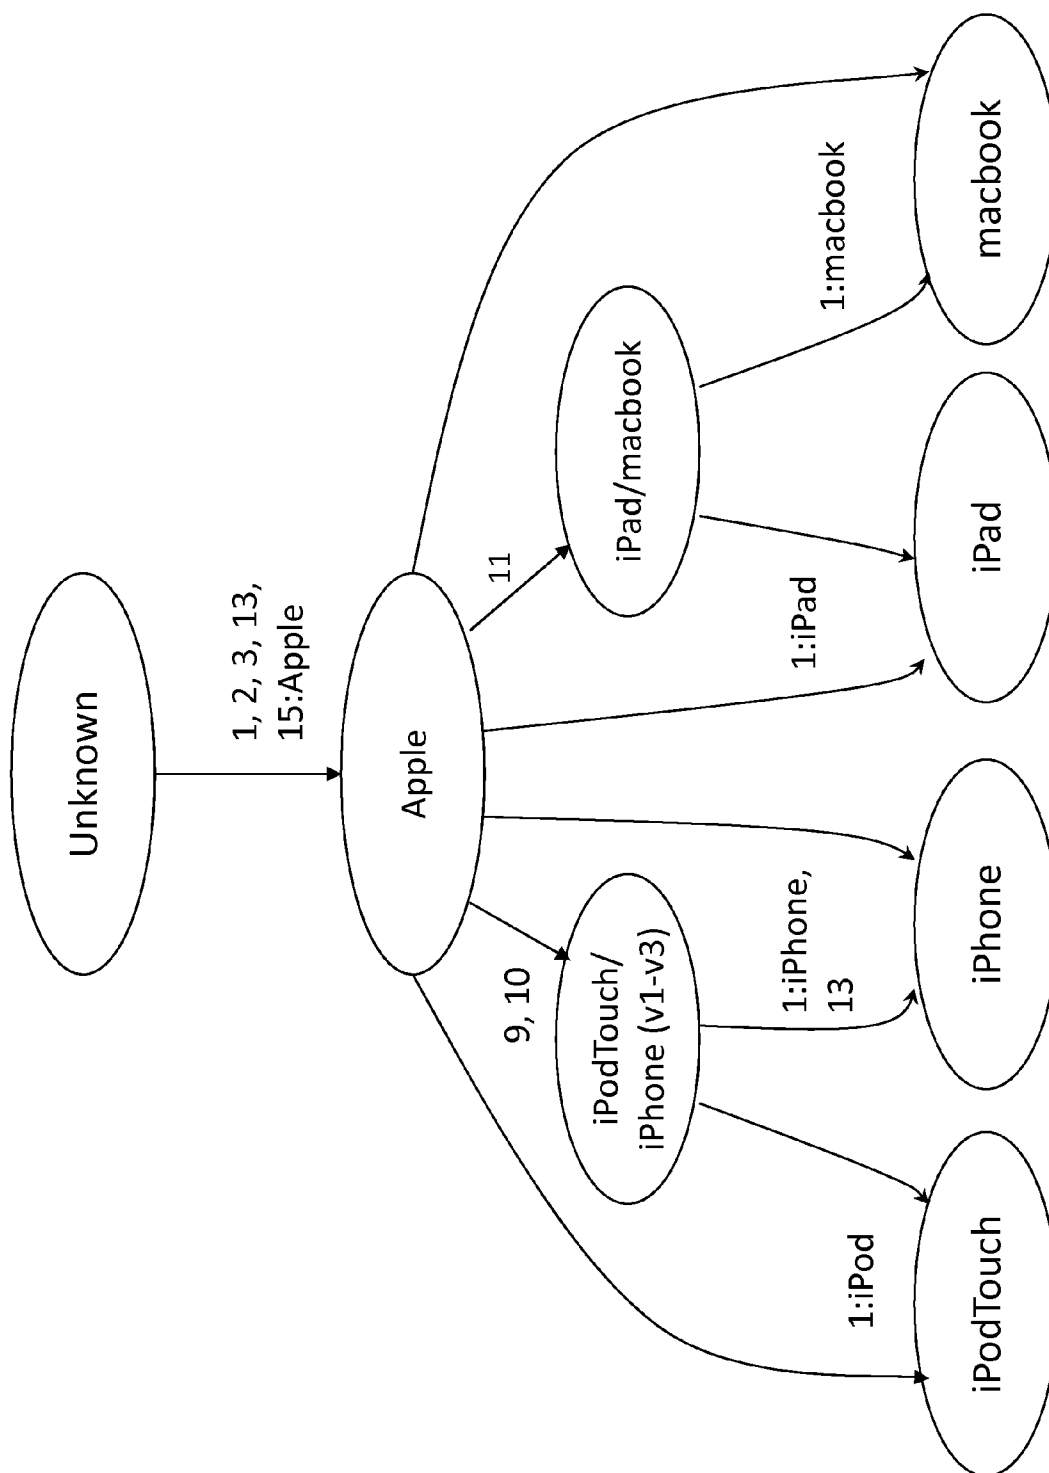 Unknown
1, 2, 3, 13,
15:Apple
Apple
9, 10
11
iPodTouch/
iPhone (v1-v3)
iPad/macbook
1:iPod
1:iPhone,
13
1:iPad
1:macbook
iPodTouch
iPhone
iPad
macbook